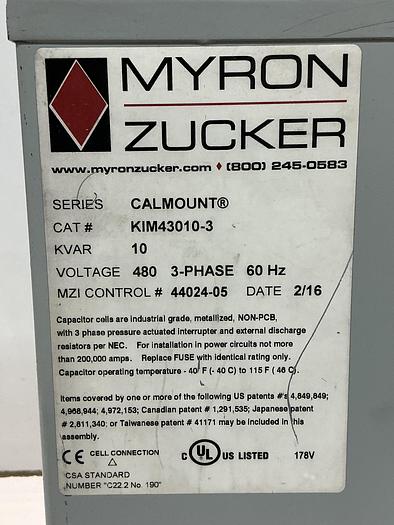 MYRON
ZUCKER
www.myronzucker.com ♦ (800) 245-0583
SERIES CALMOUNT®
CAT # KIM43010-3
KVAR 10
VOLTAGE 480 3-PHASE 60 Hz
MZI CONTROL # 44024-05 DATE 2/16
Capacitor cells are industrial grade, metallized, NON-PCB,
with 3 phase pressure actuated interrupter and external discharge
resistors per NEC. For installation in power circuits not more
than 200,000 amps. Replace FUSE with identical rating only.
Capacitor operating temperature - 40˚F (- 40 C) to 115 F ( 46 C).
Items covered by one or more of the following US patents #'s 4,849,849;
4,968,944; 4,972,153; Canadian patent # 1,291,535; Japanese patent
# 2,811,340; or Taiwanese patent # 41171 may be included in this
assembly.
CE CELL CONNECTION △ C UL US LISTED 178V
CSA STANDARD
NUMBER "C22.2 No. 190"